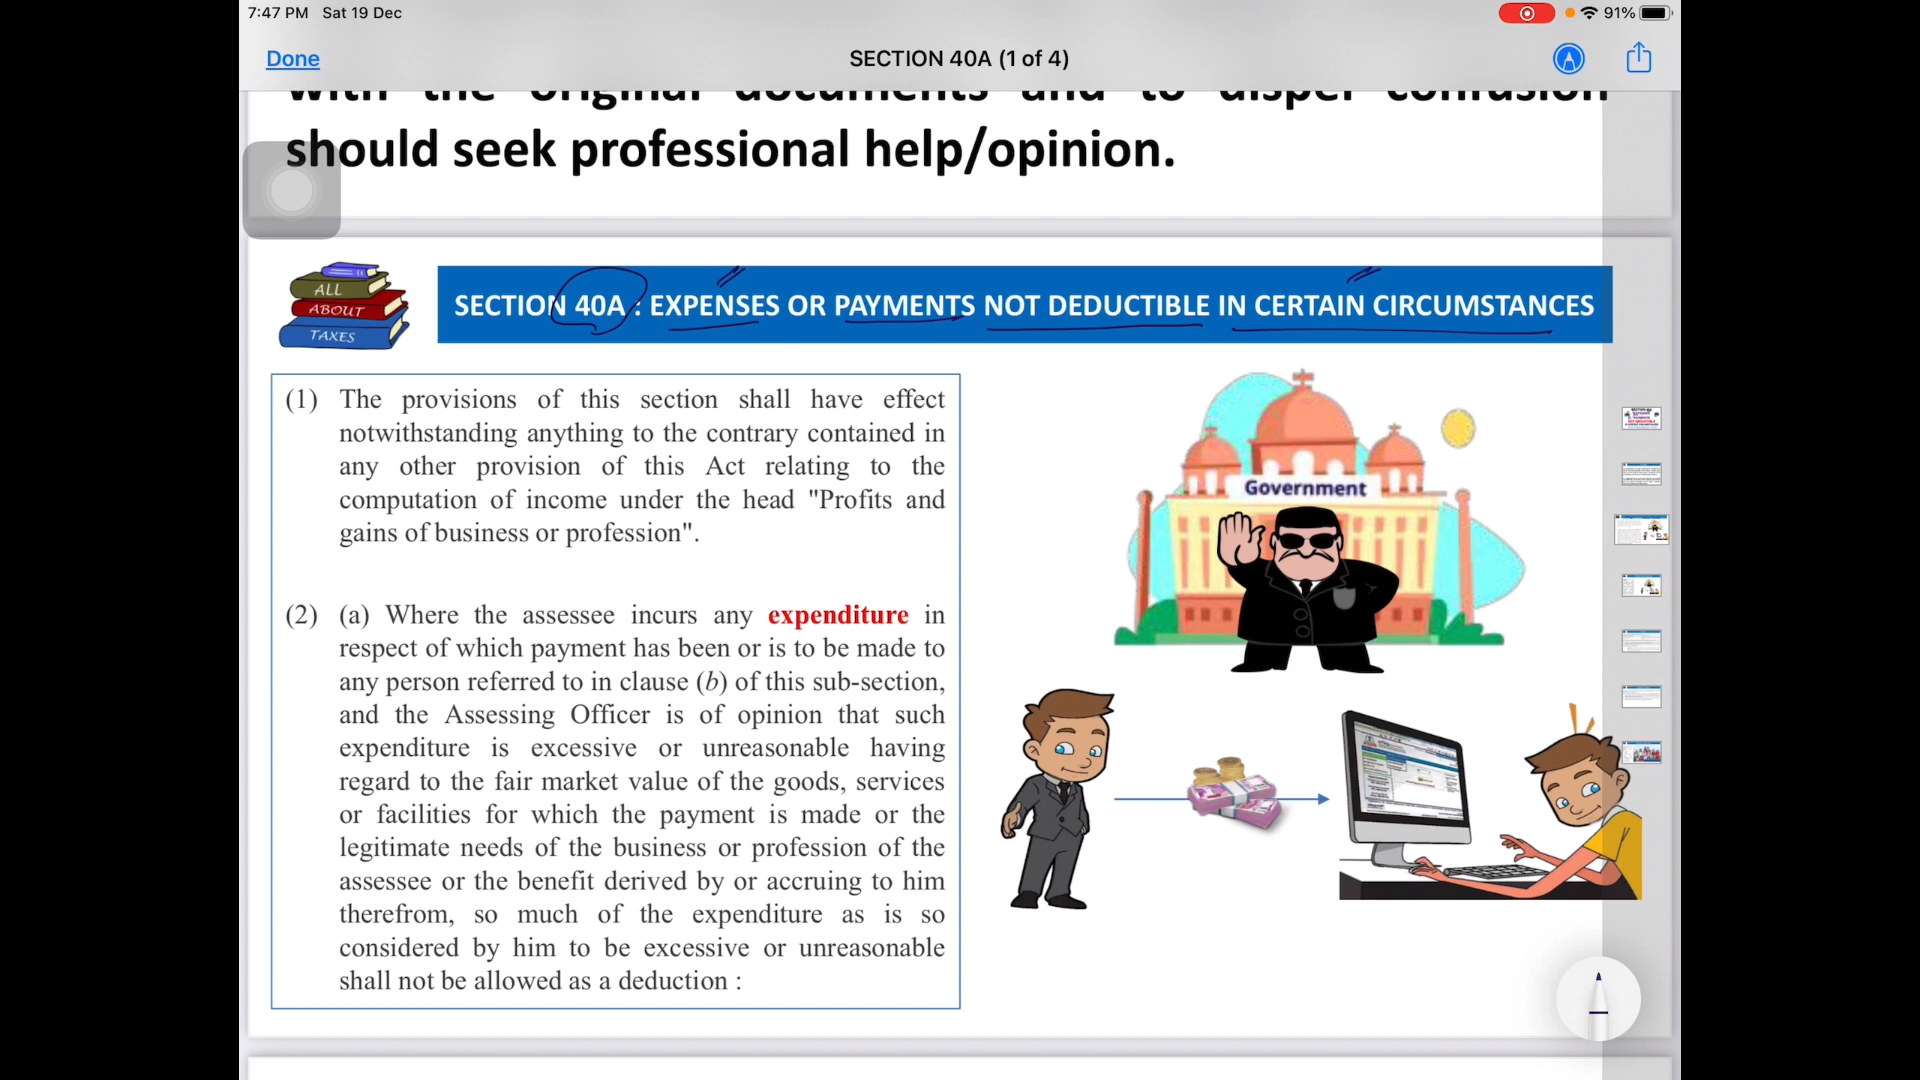 7:47 PM Sat 19 Dec
91%
Done
SECTION 40A (1 of 4)
with the original documents and to dispel confusion
should seek professional help/opinion.
ALL
ABOUT
TAXES
SECTION 40A : EXPENSES OR PAYMENTS NOT DEDUCTIBLE IN CERTAIN CIRCUMSTANCES
(1) The provisions of this section shall have effect
notwithstanding anything to the contrary contained in
any other provision of this Act relating to the
computation of income under the head "Profits and
gains of business or profession".
(2) (a) Where the assessee incurs any expenditure in
respect of which payment has been or is to be made to
any person referred to in clause (b) of this sub-section,
and the Assessing Officer is of opinion that such
expenditure is excessive or unreasonable having
regard to the fair market value of the goods, services
or facilities for which the payment is made or the
legitimate needs of the business or profession of the
assessee or the benefit derived by or accruing to him
therefrom, so much of the expenditure as is so
considered by him to be excessive or unreasonable
shall not be allowed as a deduction :
Government